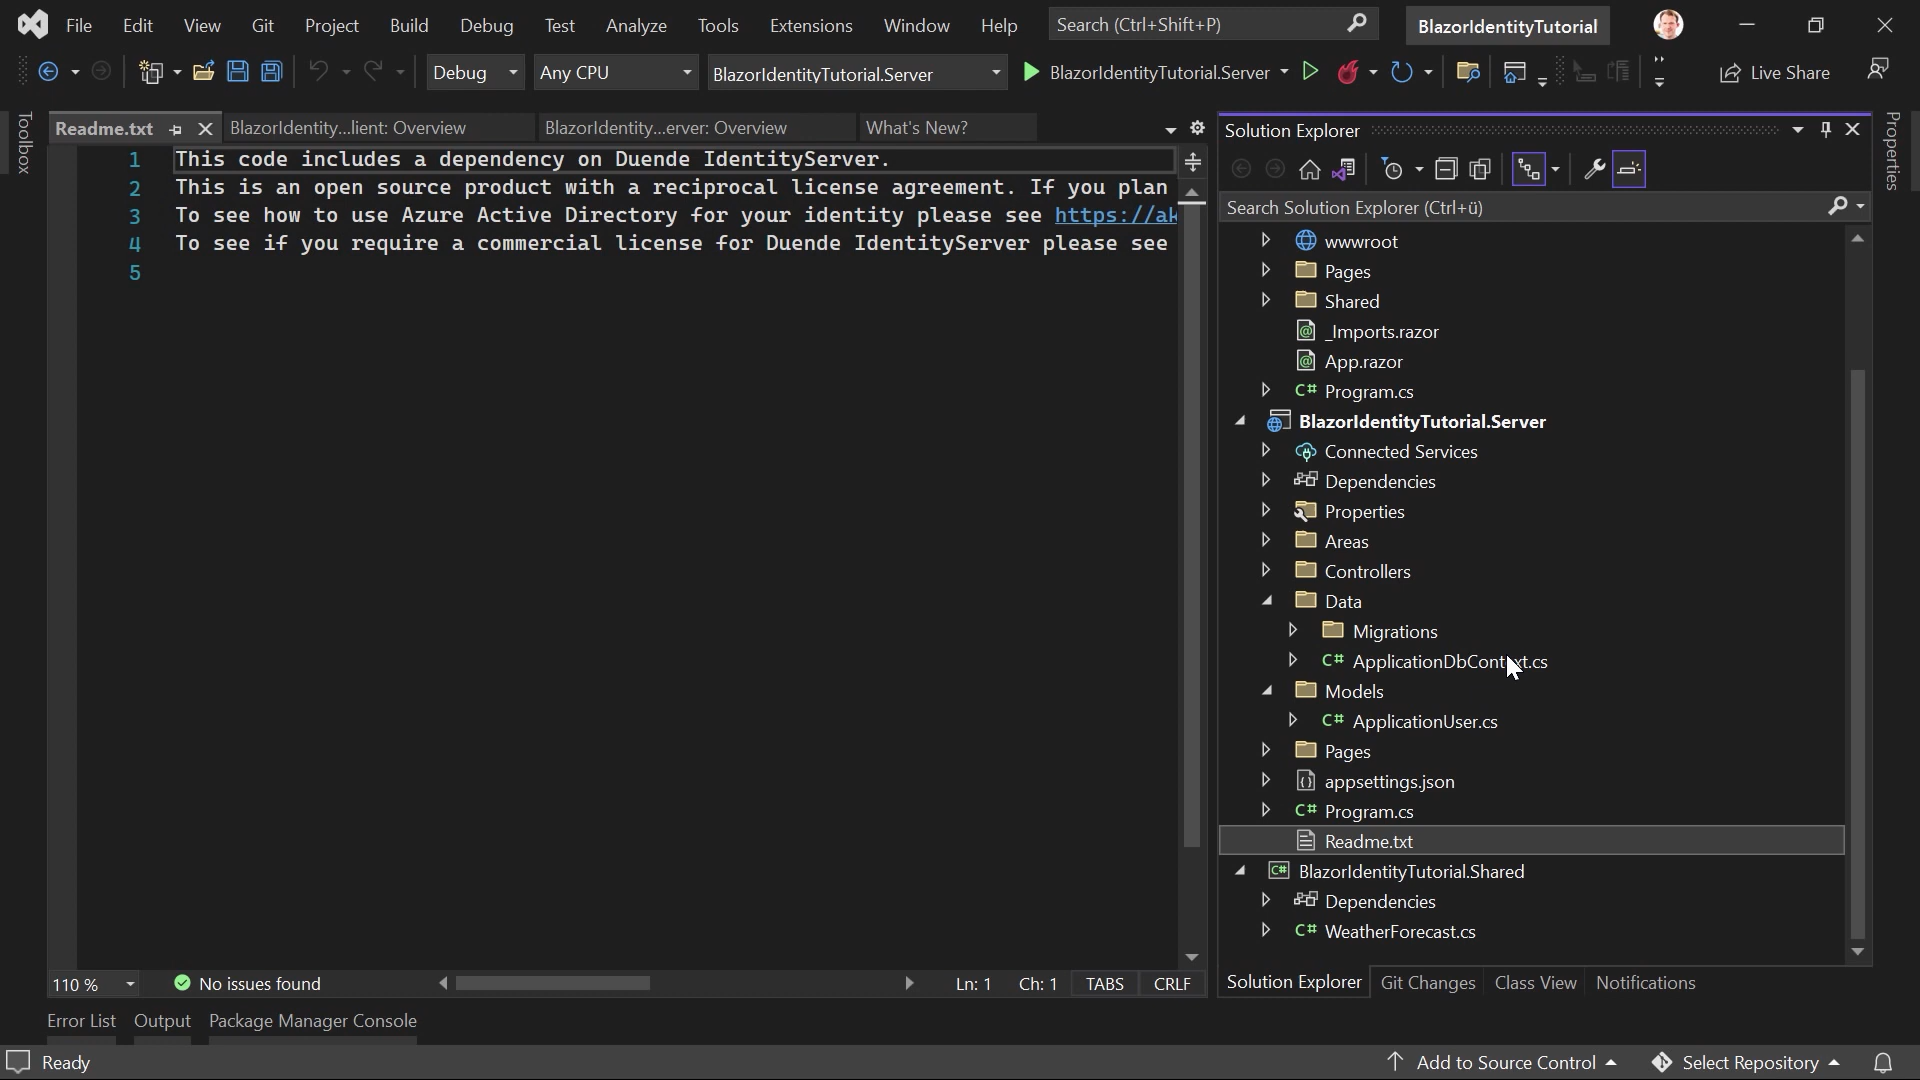 File Edit View Git Project Build Debug Test Analyze Tools Extensions Window Help Search (Ctrl+Shift+P) BlazorIdentityTutorial
Debug Any CPU BlazorIdentityTutorial.Server BlazorIdentityTutorial.Server Live Share
Toolbox
Readme.txt BlazorIdentity...lient: Overview BlazorIdentity...erver: Overview What's New?
1 This code includes a dependency on Duende IdentityServer.
2 This is an open source product with a reciprocal license agreement. If you plan
3 To see how to use Azure Active Directory for your identity please see https://ak
4 To see if you require a commercial license for Duende IdentityServer please see
5
110 % No issues found Ln: 1 Ch: 1 TABS CRLF
Solution Explorer
Search Solution Explorer (Ctrl+ü)
wwwroot
Pages
Shared
_Imports.razor
App.razor
C# Program.cs
BlazorIdentityTutorial.Server
Connected Services
Dependencies
Properties
Areas
Controllers
Data
Migrations
C# ApplicationDbContext.cs
Models
C# ApplicationUser.cs
Pages
appsettings.json
C# Program.cs
Readme.txt
C# BlazorIdentityTutorial.Shared
Dependencies
C# WeatherForecast.cs
Solution Explorer Git Changes Class View Notifications
Properties
Error List Output Package Manager Console
Ready Add to Source Control Select Repository